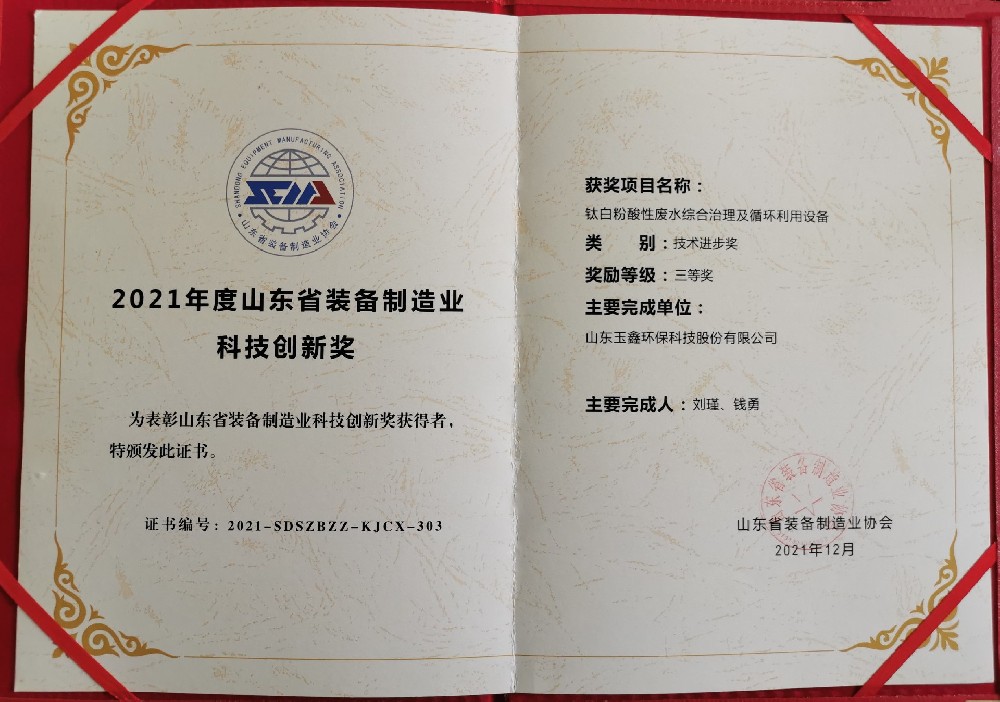 SHANDONG EQUIPMENT MANUFACTURING ASSOCIATION
SEMA
山东省装备制造业协会
2021年度山东省装备制造业
科技创新奖
为表彰山东省装备制造业科技创新奖获得者，
特颁发此证书。
证书编号：2021-SDSZBZZ-KJCX-303
获奖项目名称：
钛白粉酸性废水综合治理及循环利用设备
类 别：技术进步奖
奖励等级：三等奖
主要完成单位：
山东玉鑫环保科技股份有限公司
主要完成人：刘瑾、钱勇
山东省装备制造业协会
2021年12月